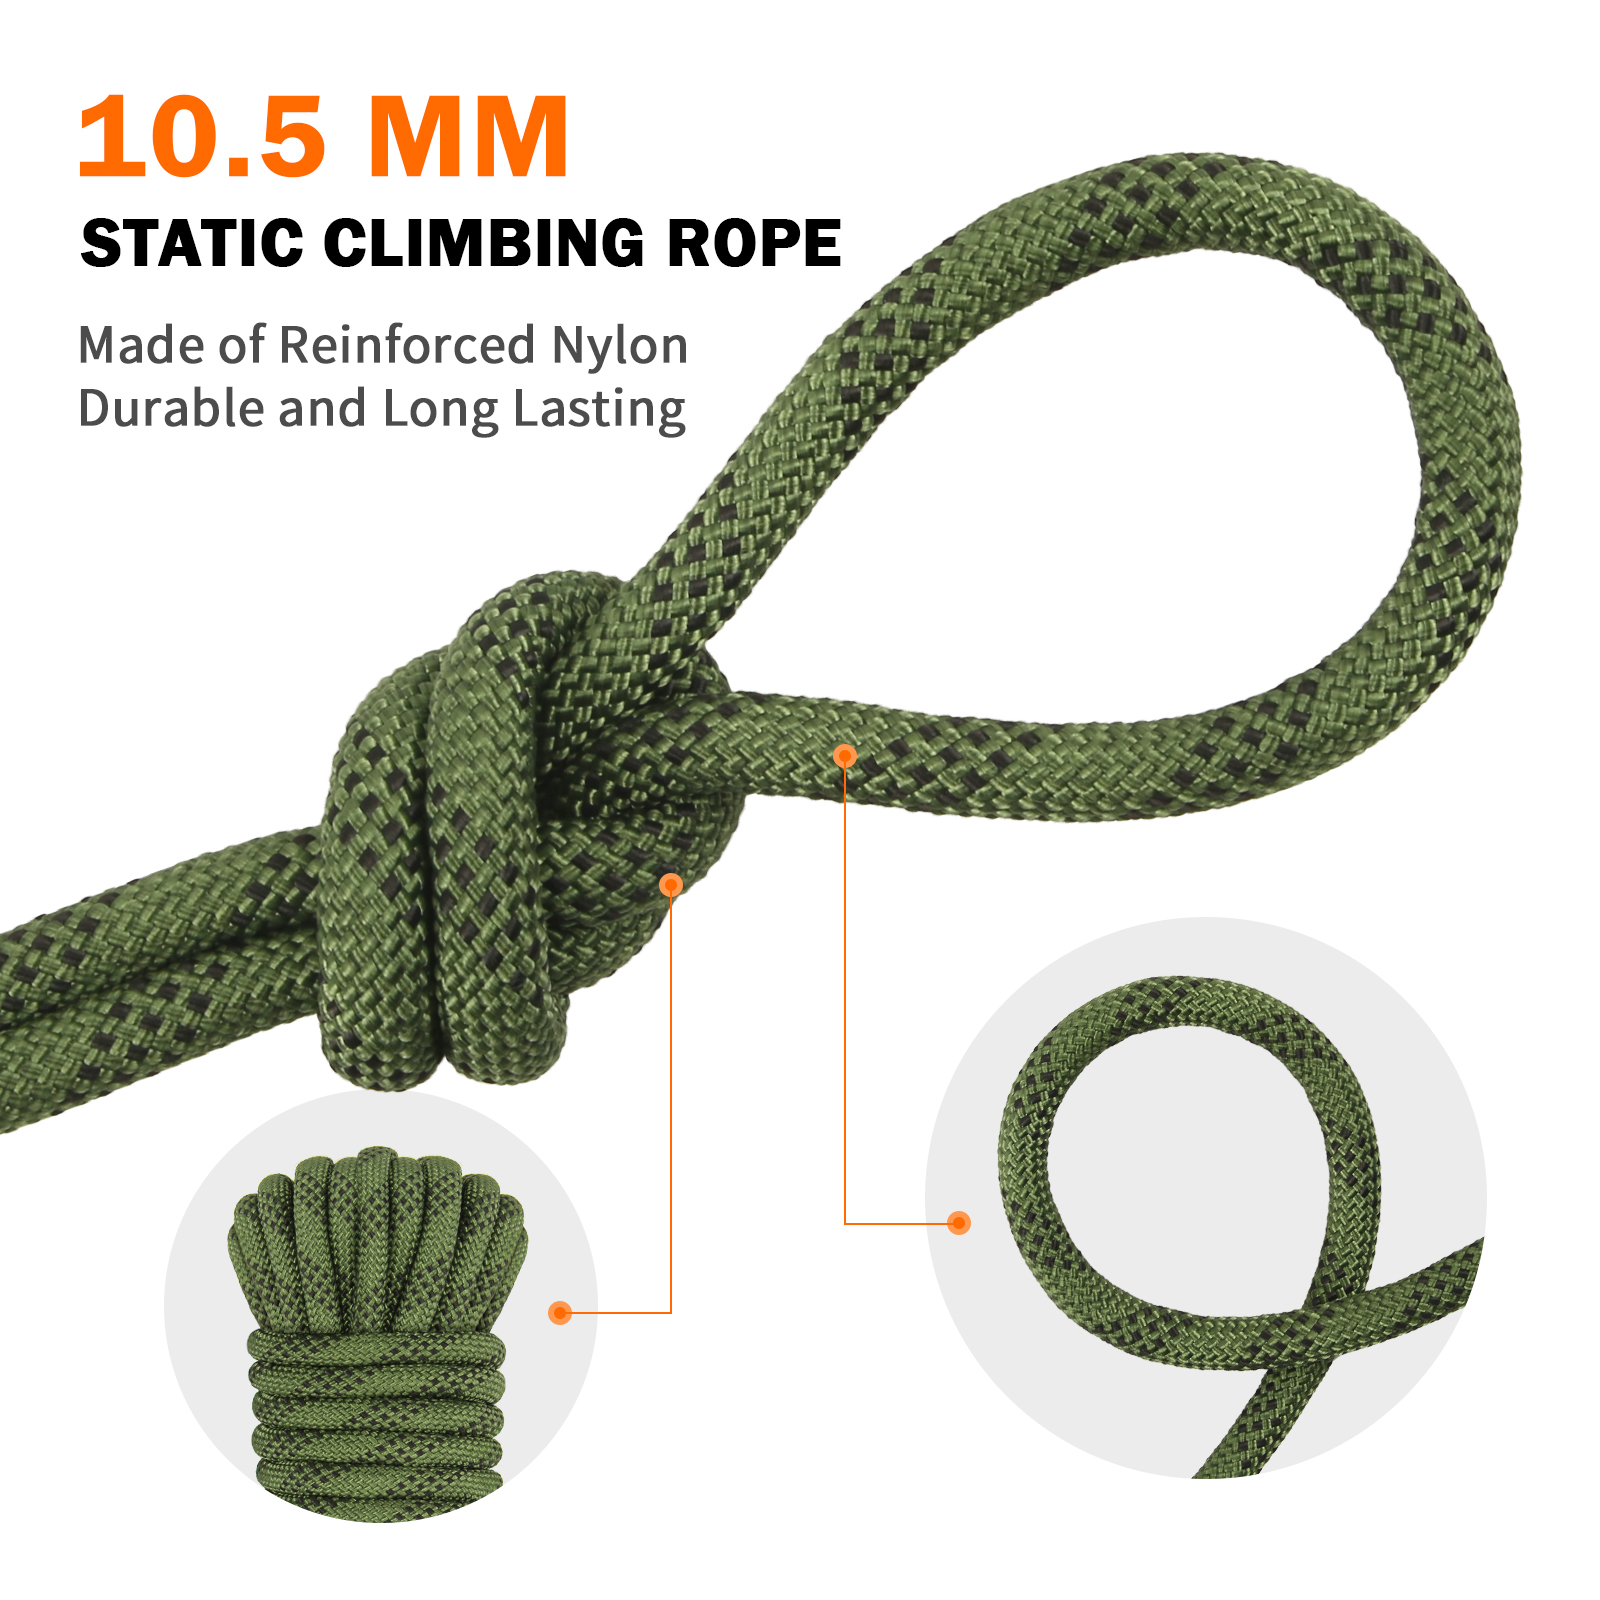 10.5 MM
STATIC CLIMBING ROPE
Made of Reinforced Nylon
Durable and Long Lasting